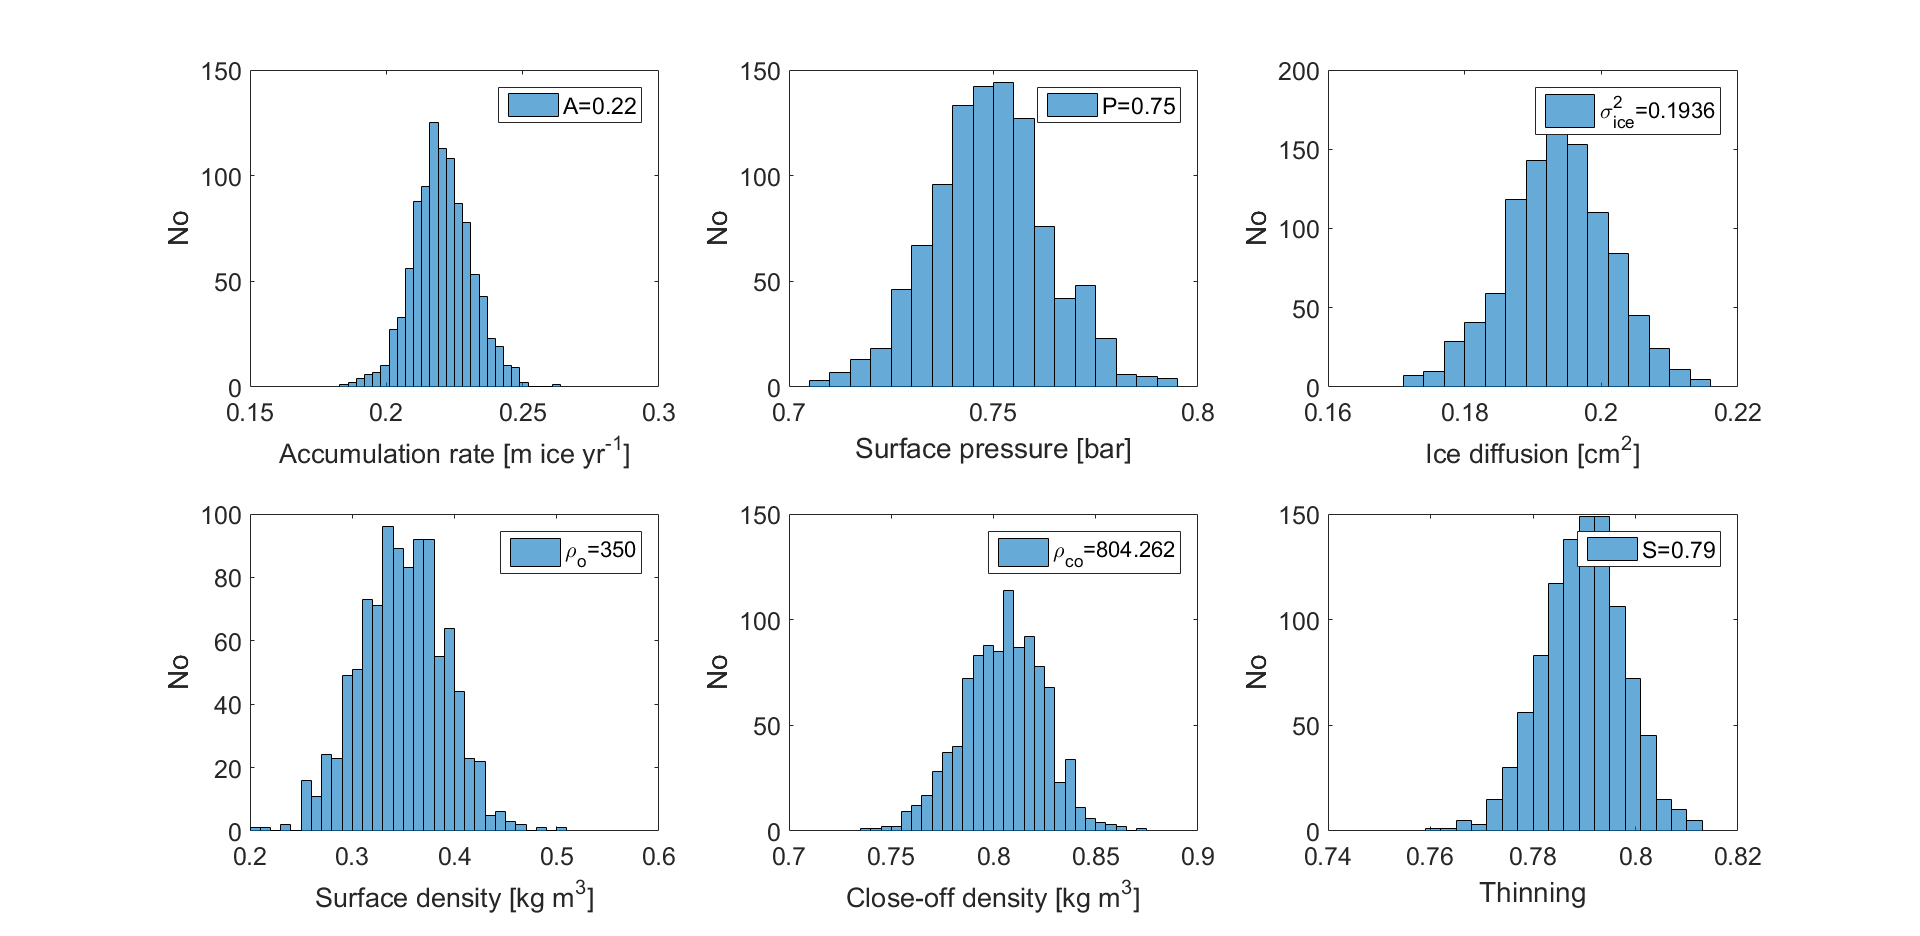 150
100
50
0
No
A=0.22
0.15 0.2 0.25 0.3
Accumulation rate [m ice yr⁻¹]
150
100
50
0
No
P=0.75
0.7 0.75 0.8
Surface pressure [bar]
200
150
100
50
0
No
σ²ice=0.1936
0.16 0.18 0.2 0.22
Ice diffusion [cm²]
100
80
60
40
20
0
No
ρo=350
0.2 0.3 0.4 0.5 0.6
Surface density [kg m³]
150
100
50
0
No
ρco=804.262
0.7 0.75 0.8 0.85 0.9
Close-off density [kg m³]
150
100
50
0
No
S=0.79
0.74 0.76 0.78 0.8 0.82
Thinning